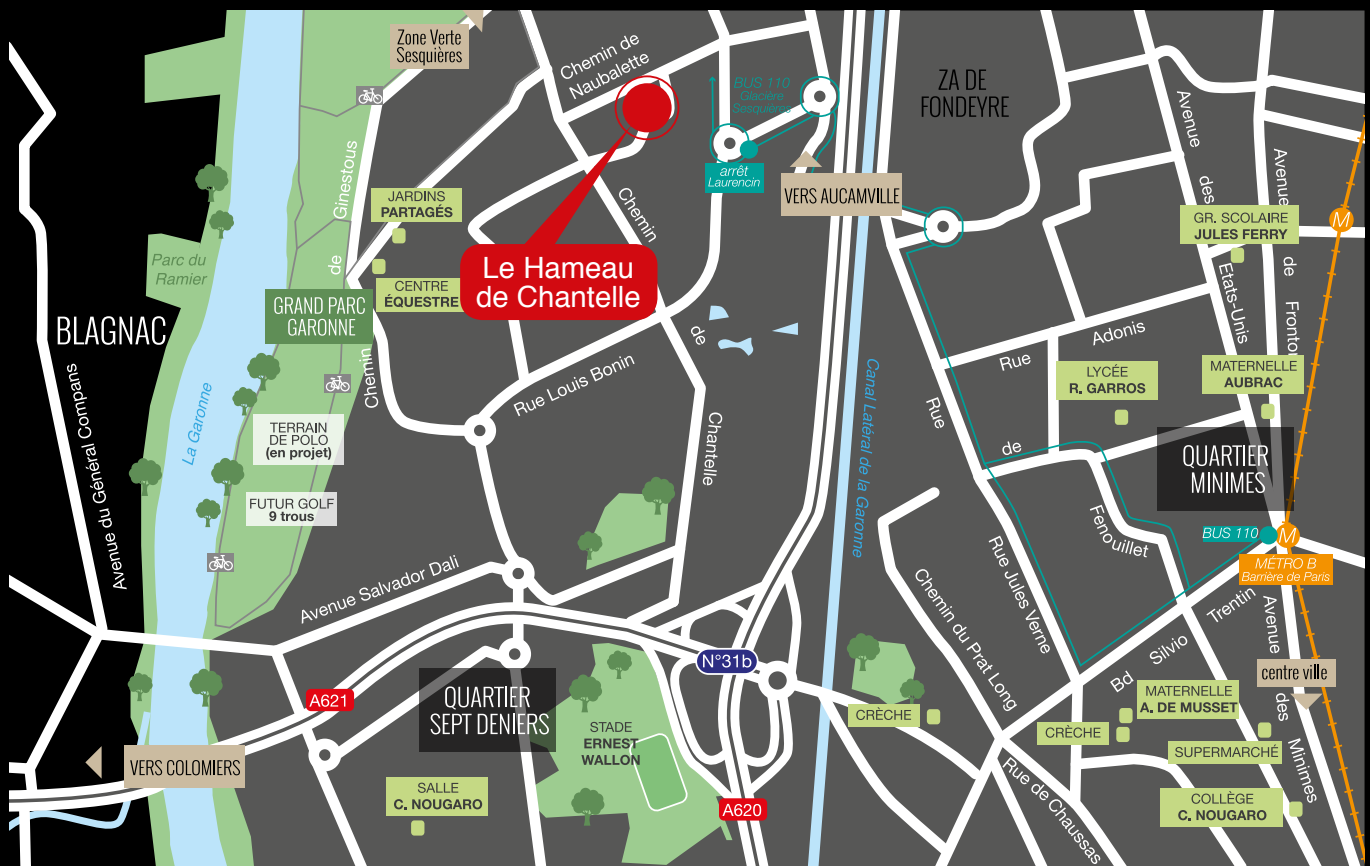 Zone Verte
Sesquières
Chemin de
Naubalette
BUS 110
Glacière
Sesquières
ZA DE
FONDEYRE
arrêt
Laurencin
VERS AUCAMVILLE
Avenue
des
Etats-Unis
Avenue
de
Fronton
M
GR. SCOLAIRE
JULES FERRY
JARDINS
PARTAGÉS
CENTRE
ÉQUESTRE
Le Hameau
de Chantelle
Chemin
de
Chantelle
Parc du
Ramier
GRAND PARC
GARONNE
Chemin
de
Ginestous
BLAGNAC
Avenue du Général Compans
La Garonne
TERRAIN
DE POLO
(en projet)
FUTUR GOLF
9 trous
Rue Louis Bonin
Canal Latéral de la Garonne
Rue
Adonis
LYCÉE
R. GARROS
MATERNELLE
AUBRAC
Rue
de
Fenouillet
QUARTIER
MINIMES
BUS 110
M
MÉTRO B
Barrière de Paris
Avenue Salvador Dali
Rue Jules Verne
Chemin du Prat Long
Bd
Silvio
Trentin
Avenue
des
Minimes
centre ville
A621
N°31b
QUARTIER
SEPT DENIERS
STADE
ERNEST
WALLON
CRÈCHE
CRÈCHE
MATERNELLE
A. DE MUSSET
SUPERMARCHÉ
VERS COLOMIERS
SALLE
C. NOUGARO
A620
Rue de Chaussas
COLLÈGE
C. NOUGARO